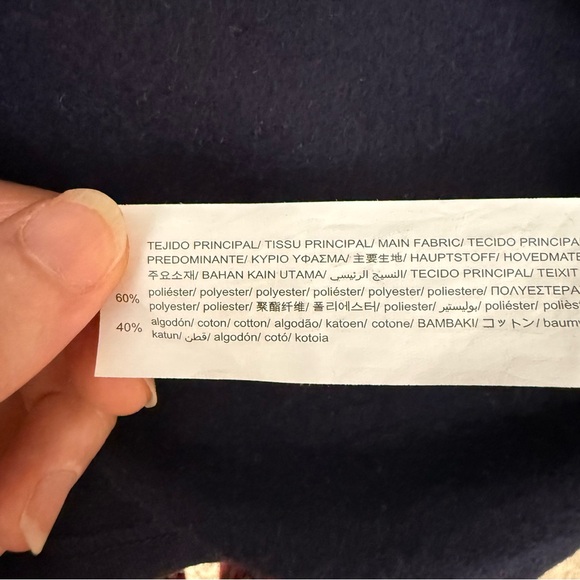 TEJIDO PRINCIPAL/ TISSU PRINCIPAL/ MAIN FABRIC/ TECIDO PRINCIPA
PREDOMINANTE/ ΚΥΡΙΟ ΥΦΑΣΜΑ/ 主要生地/ HAUPTSTOFF/ HOVEDMATE
주요소재/ BAHAN KAIN UTAMA/ النسيج الرئيسي/ TECIDO PRINCIPAL/ TEIXIT
60% poliéster/ polyester/ polyester/ poliéster/ polyester/ poliestere/ ΠΟΛΥΕΣΤΕΡΑ
polyester/ poliester/ 聚酯纤维/ 폴리에스터/ poliester/ بوليستير/ poliéster/ polièst
40% algodón/ coton/ cotton/ algodão/ katoen/ cotone/ ΒΑΜΒΑΚΙ/ コットン/ baumw
katun/ قطن/ algodón/ cotó/ kotoia